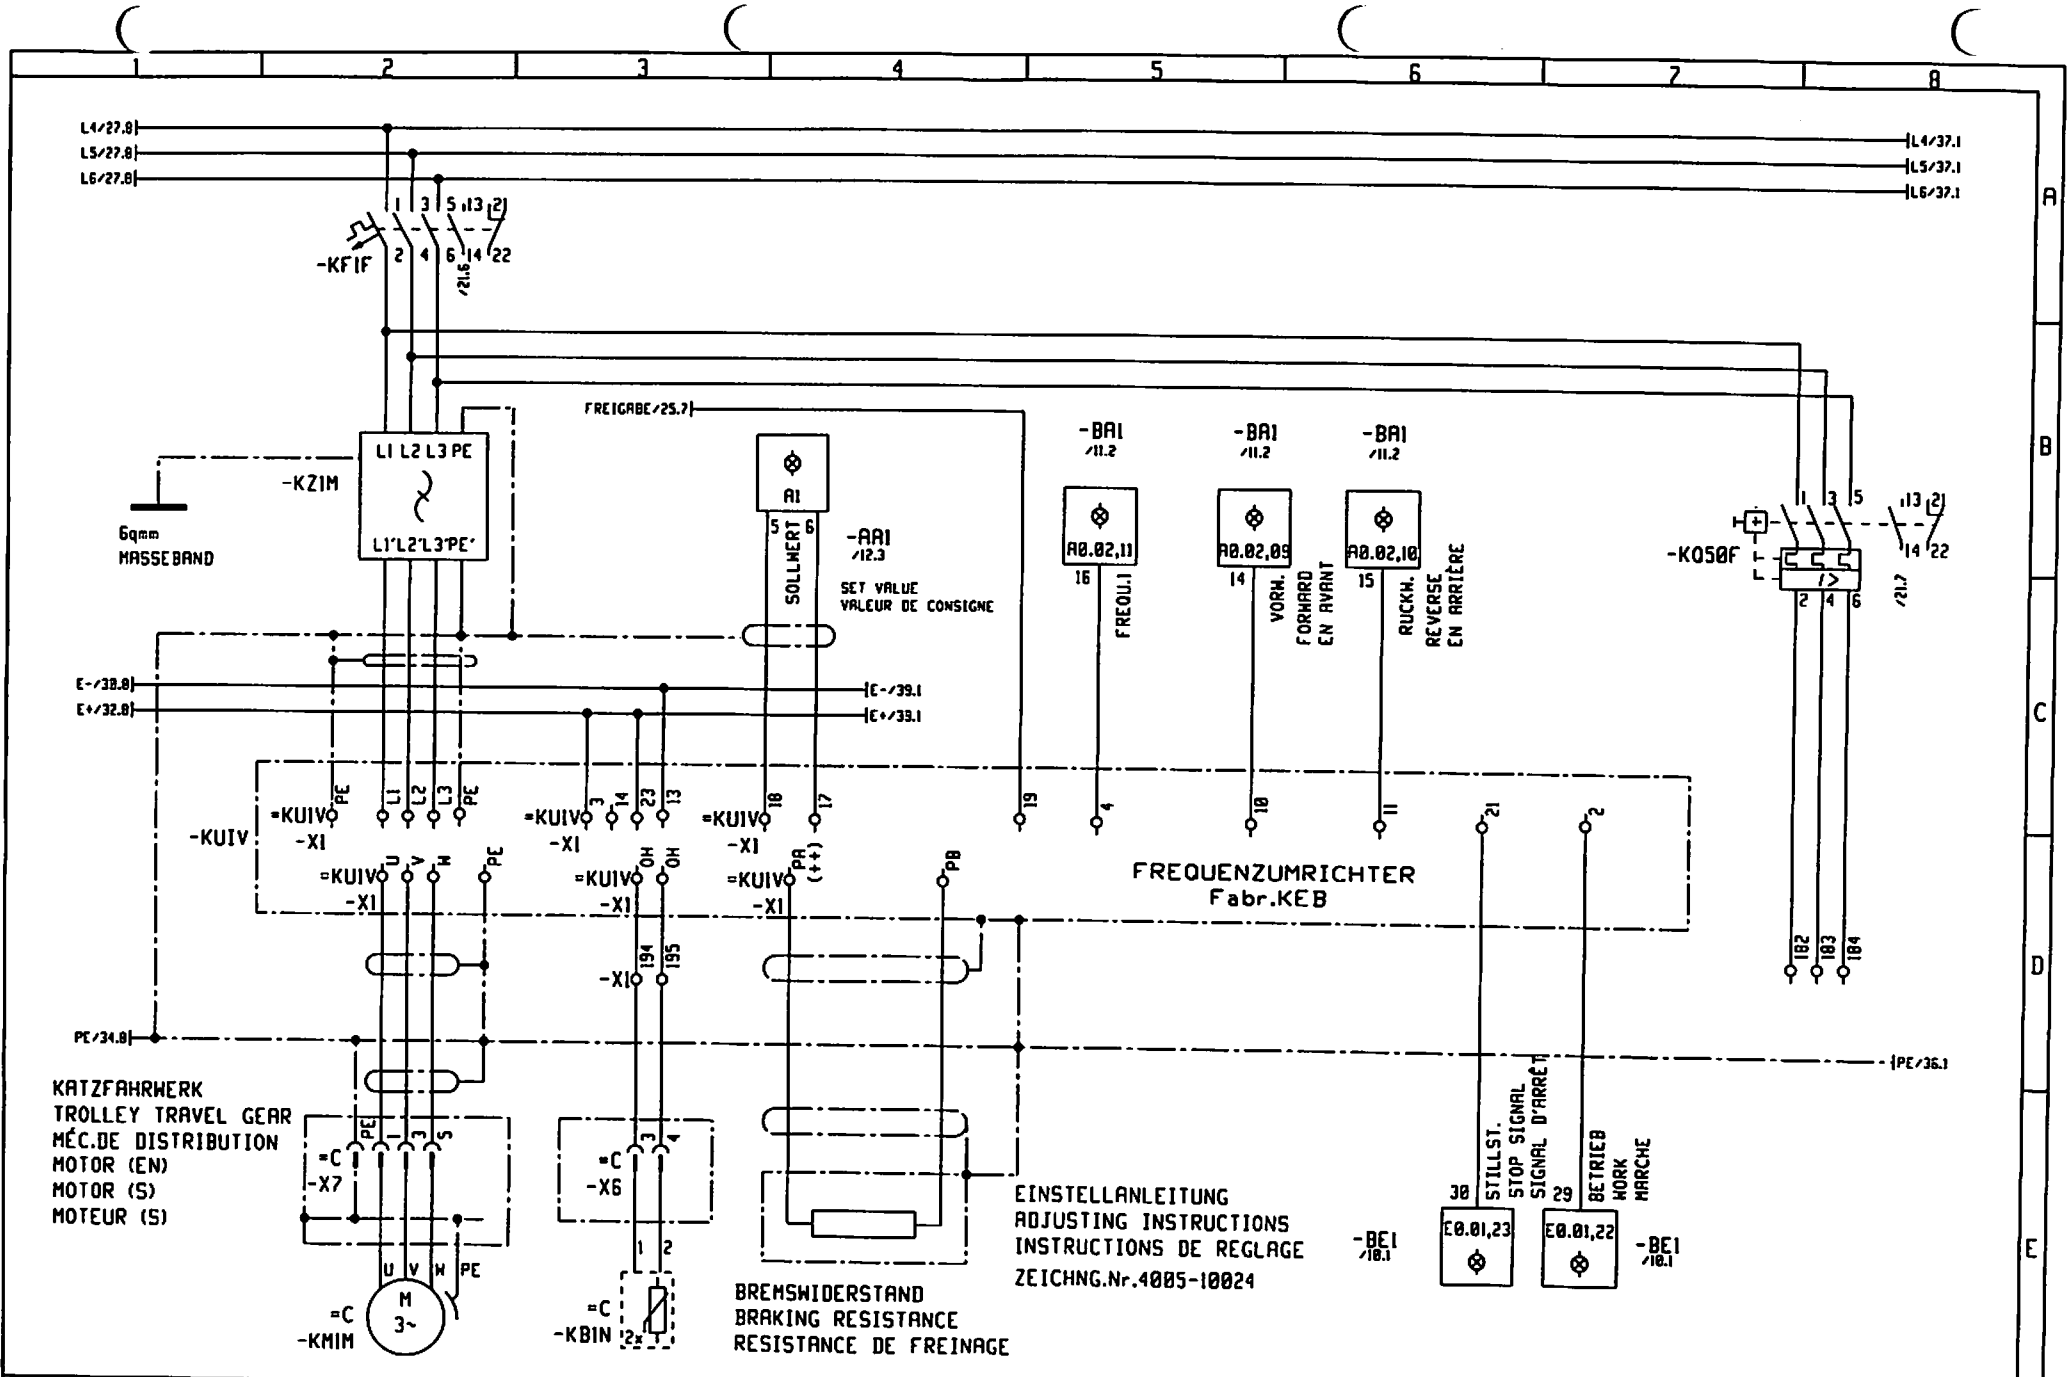 1 2 3 4 5 6 7 8
L4/27.8 L4/37.1
L5/27.8 L5/37.1
L6/27.8 L6/37.1
A
1 3 5 13 21
-KF1F 2 4 6 14 22
/21.6
FREIGABE/25.7
-BA1 -BA1 -BA1
/11.2 /11.2 /11.2
B
L1 L2 L3 PE
-KZ1M
A1
L1' L2' L3' PE'
6qmm
MASSEBAND
5 SOLLWERT 6
-AA1
/12.3
SET VALUE
VALEUR DE CONSIGNE
A0.02,11 A0.02,09 A0.02,10
16 14 15
FREQU.1
VORW.
FORWARD
EN AVANT
RUCKW.
REVERSE
EN ARRIÈRE
1 3 5 13 21
-KQ50F
I>
2 4 6 14 22
/21.7
E-/30.8 E-/39.1
E+/32.8 E+/39.1
C
PE L1 L2 L3 PE 3 14 23 13 18 17 19 4 10 11 21 2
=KU1V =KU1V =KU1V
-X1 -X1 -X1
-KU1V
U V W PE OH OH PA (++) PB
=KU1V =KU1V =KU1V
-X1 -X1 -X1
FREQUENZUMRICHTER
Fabr.KEB
194 195
-X1
182 183 184
D
PE/34.8 PE/36.1
KATZFAHRWERK
TROLLEY TRAVEL GEAR
MÉC.DE DISTRIBUTION
MOTOR (EN)
MOTOR (S)
MOTEUR (S)
PE 1 3 5
=C
-X7
3 4
=C
-X6
STILLST.
STOP SIGNAL
SIGNAL D'ARRÊT
BETRIEB
WORK
MARCHE
30 29
E0.01,23 E0.01,22
-BE1
/10.1
-BE1
/10.1
E
EINSTELLANLEITUNG
ADJUSTING INSTRUCTIONS
INSTRUCTIONS DE REGLAGE
ZEICHNG.Nr.4005-10024
U V W PE
M
3~
=C
-KM1M
1 2
=C
-KB1N 2x
BREMSWIDERSTAND
BRAKING RESISTANCE
RESISTANCE DE FREINAGE